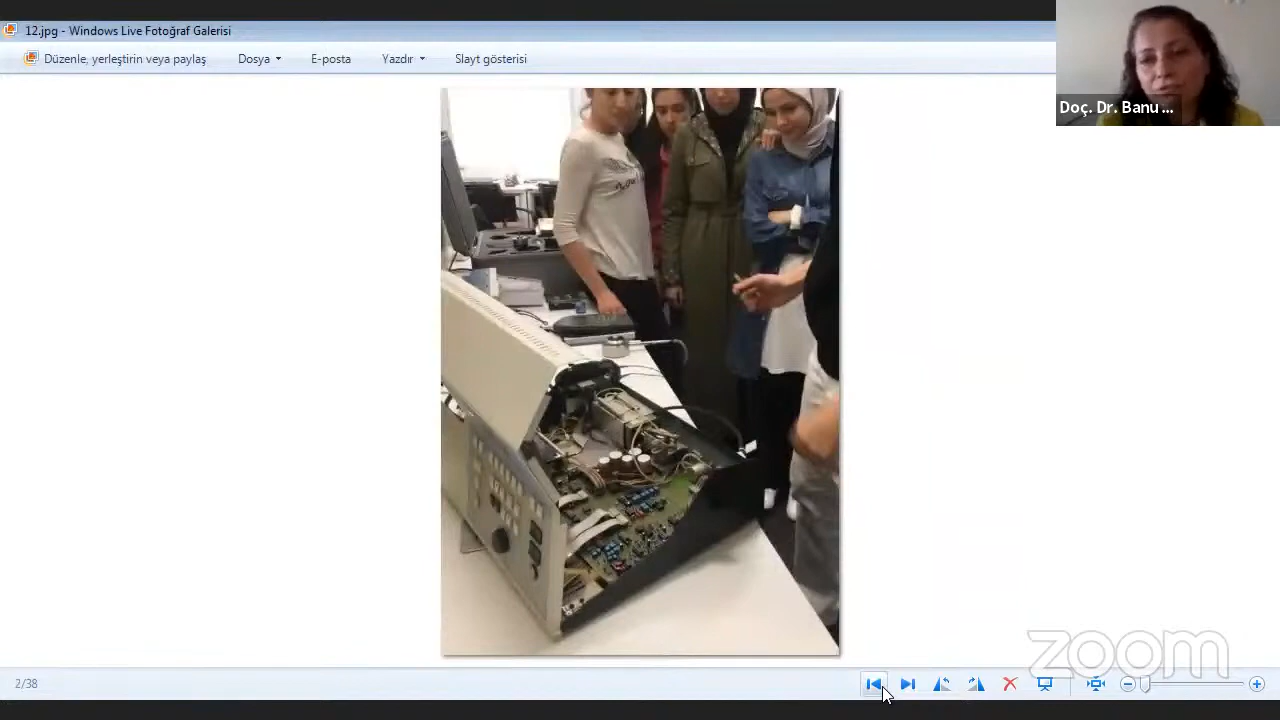 12.jpg - Windows Live Fotoğraf Galerisi
Düzenle, yerleştirin veya paylaş Dosya E-posta Yazdır Slayt gösterisi
Doç. Dr. Banu ...
zoom
2/38